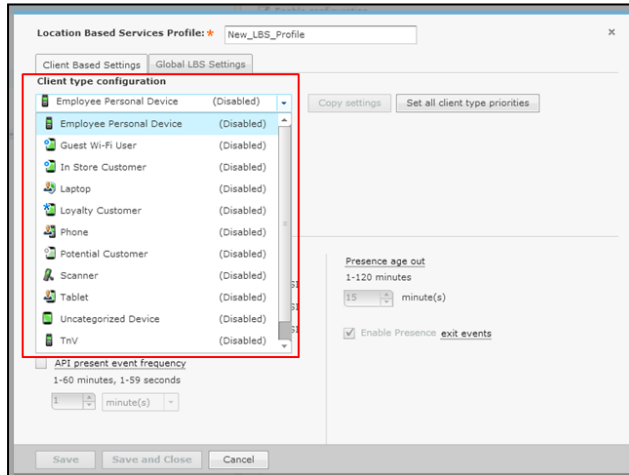 Location Based Services Profile: * New_LBS_Profile
Client Based Settings Global LBS Settings
Client type configuration
Employee Personal Device (Disabled) Copy settings Set all client type priorities
Employee Personal Device (Disabled)
Guest Wi-Fi User (Disabled)
In Store Customer (Disabled)
Laptop (Disabled)
Loyalty Customer (Disabled)
Phone (Disabled)
Potential Customer (Disabled)
Scanner (Disabled)
Tablet (Disabled)
Uncategorized Device (Disabled)
TnV (Disabled)
Presence age out
1-120 minutes
15 minute(s)
Enable Presence exit events
API present event frequency
1-60 minutes, 1-59 seconds
1 minute(s)
Save Save and Close Cancel